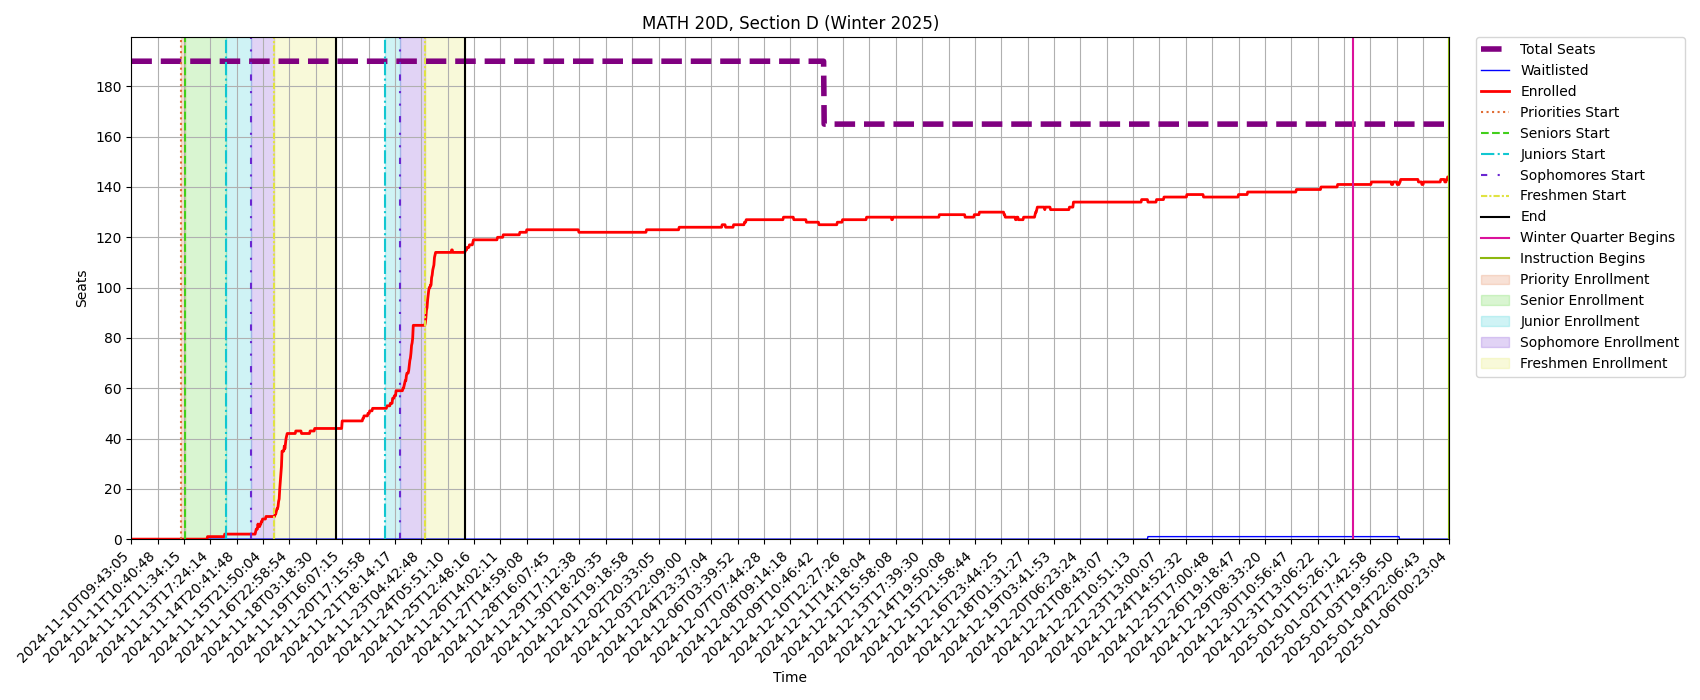 MATH 20D, Section D (Winter 2025)
Seats
180
160
140
120
100
80
60
40
20
0
2024-11-10T09:43:05
2024-11-11T10:40:48
2024-11-12T11:34:15
2024-11-13T17:24:14
2024-11-14T20:41:48
2024-11-15T21:50:04
2024-11-16T22:58:54
2024-11-18T03:18:30
2024-11-19T16:07:15
2024-11-20T17:15:58
2024-11-21T18:14:17
2024-11-23T04:42:48
2024-11-24T05:51:10
2024-11-25T12:48:16
2024-11-26T14:02:11
2024-11-27T14:59:08
2024-11-28T16:07:45
2024-11-29T17:12:38
2024-11-30T18:20:35
2024-12-01T19:18:58
2024-12-02T20:33:05
2024-12-03T22:09:00
2024-12-04T23:37:04
2024-12-06T03:39:52
2024-12-07T07:44:28
2024-12-08T09:14:18
2024-12-09T10:46:42
2024-12-10T12:27:26
2024-12-11T14:18:04
2024-12-12T15:58:08
2024-12-13T17:39:30
2024-12-14T19:50:08
2024-12-15T21:58:44
2024-12-16T23:44:25
2024-12-18T01:31:27
2024-12-19T03:41:53
2024-12-20T06:23:24
2024-12-21T08:43:07
2024-12-22T10:51:13
2024-12-23T13:00:07
2024-12-24T14:52:32
2024-12-25T17:00:48
2024-12-26T19:18:47
2024-12-29T08:33:20
2024-12-30T10:56:47
2024-12-31T13:06:22
2025-01-01T15:26:12
2025-01-02T17:42:58
2025-01-03T19:56:50
2025-01-04T22:06:43
2025-01-06T00:23:04
Time
Total Seats
Waitlisted
Enrolled
Priorities Start
Seniors Start
Juniors Start
Sophomores Start
Freshmen Start
End
Winter Quarter Begins
Instruction Begins
Priority Enrollment
Senior Enrollment
Junior Enrollment
Sophomore Enrollment
Freshmen Enrollment